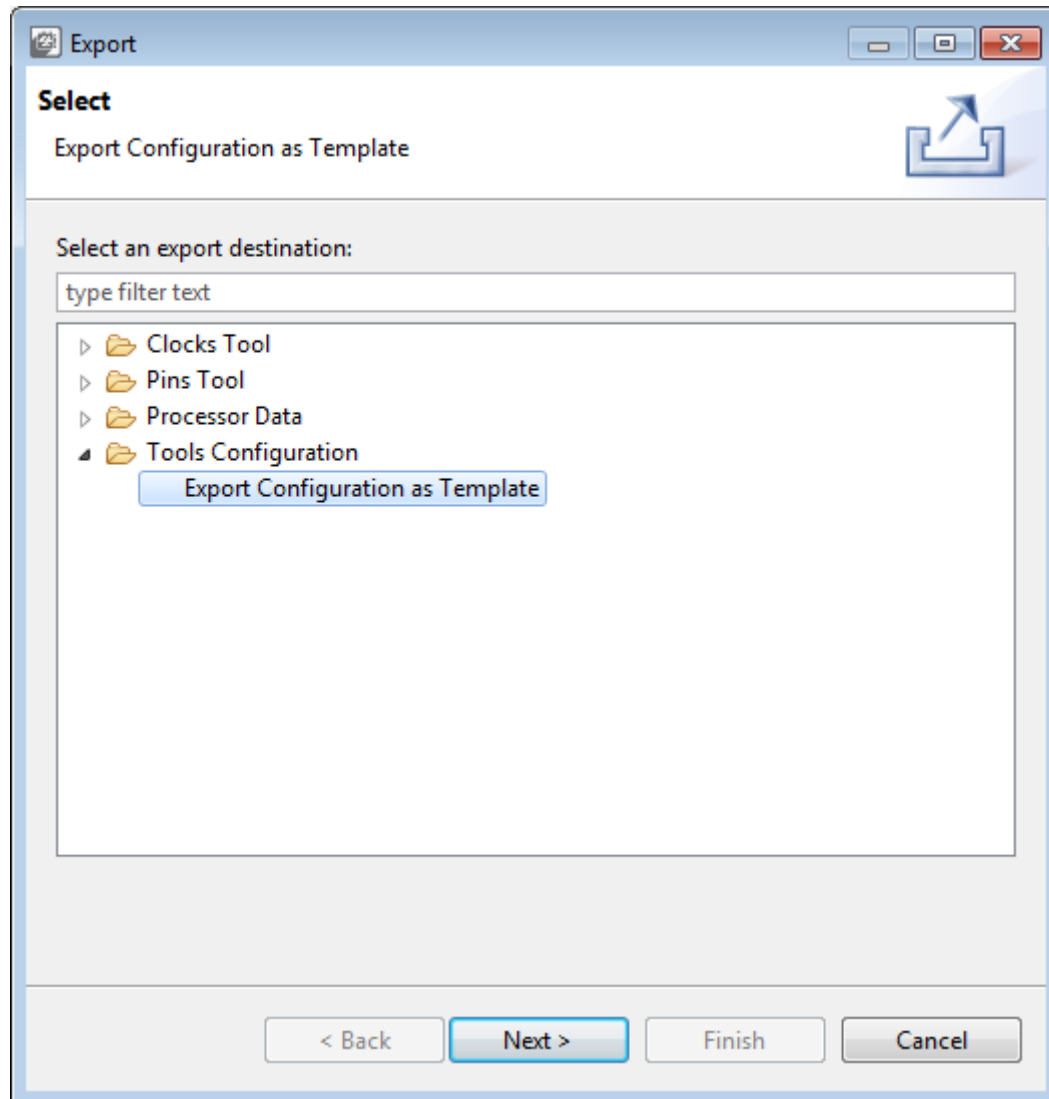 Export
Select
Export Configuration as Template
Select an export destination:
type filter text
Clocks Tool
Pins Tool
Processor Data
Tools Configuration
Export Configuration as Template
< Back Next > Finish Cancel